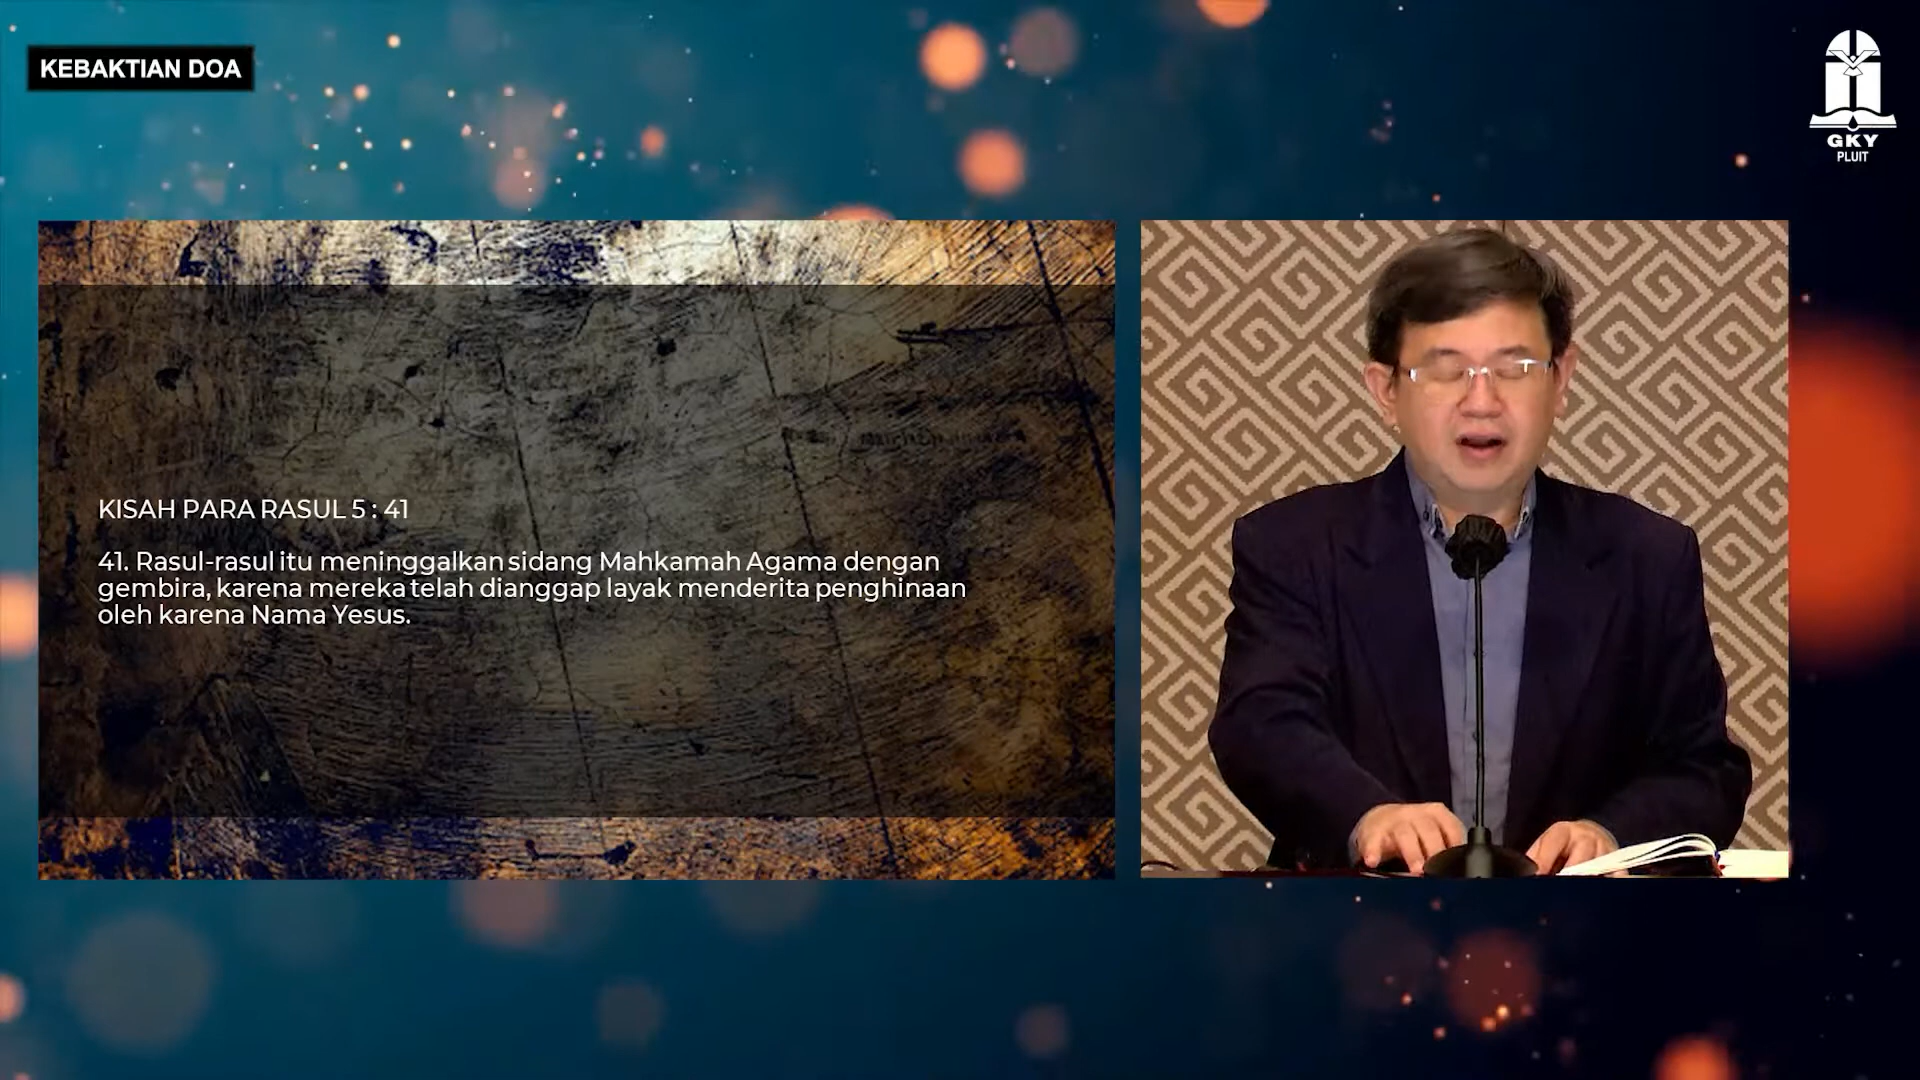 KEBAKTIAN DOA
GKY
PLUIT
KISAH PARA RASUL 5 : 41
41. Rasul-rasul itu meninggalkan sidang Mahkamah Agama dengan
gembira, karena mereka telah dianggap layak menderita penghinaan
oleh karena Nama Yesus.